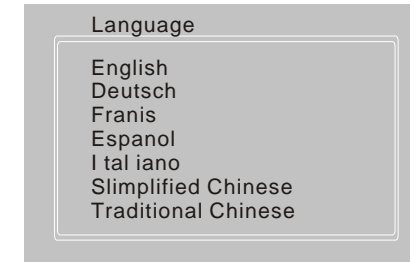 Language
English
Deutsch
Franis
Espanol
I tal iano
Slimplified Chinese
Traditional Chinese